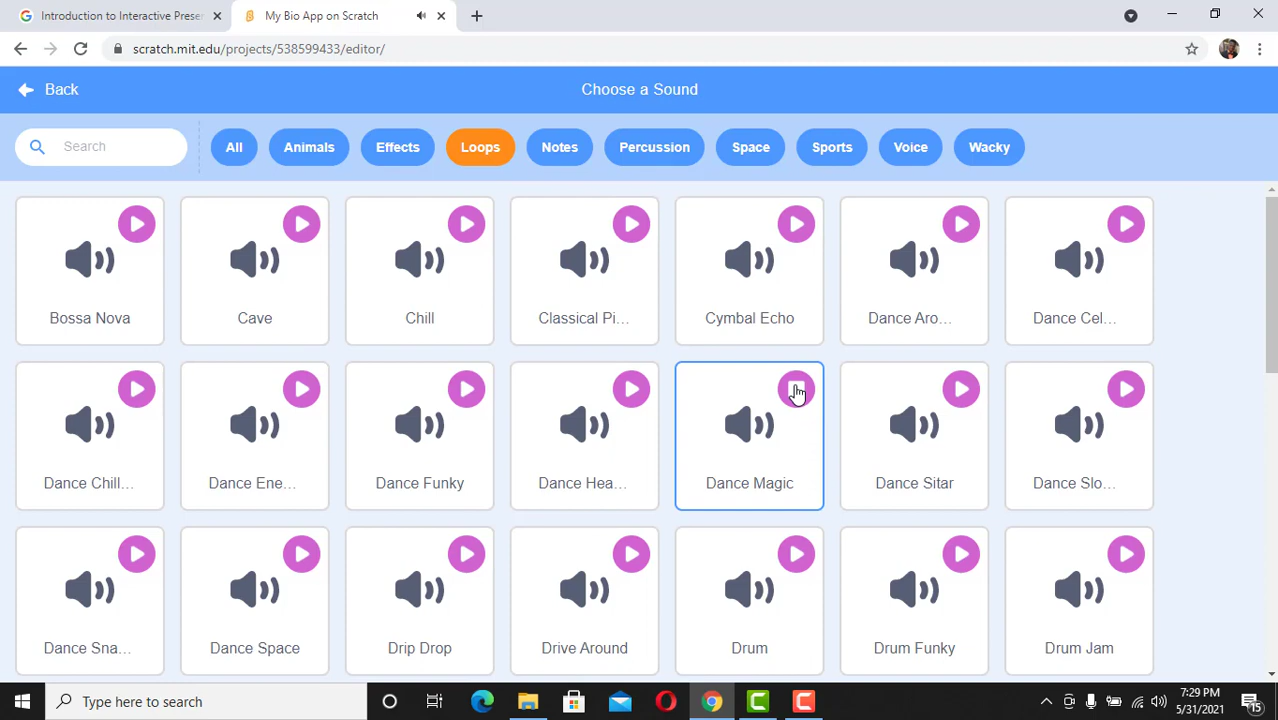 Introduction to Interactive Prese
My Bio App on Scratch
scratch.mit.edu/projects/538599433/editor/
Back
Choose a Sound
Search
All
Animals
Effects
Loops
Notes
Percussion
Space
Sports
Voice
Wacky
Bossa Nova
Cave
Chill
Classical Pi...
Cymbal Echo
Dance Aro...
Dance Cel...
Dance Chill...
Dance Ene...
Dance Funky
Dance Hea...
Dance Magic
Dance Sitar
Dance Slo...
Dance Sna...
Dance Space
Drip Drop
Drive Around
Drum
Drum Funky
Drum Jam
Type here to search
7:29 PM
5/31/2021
15